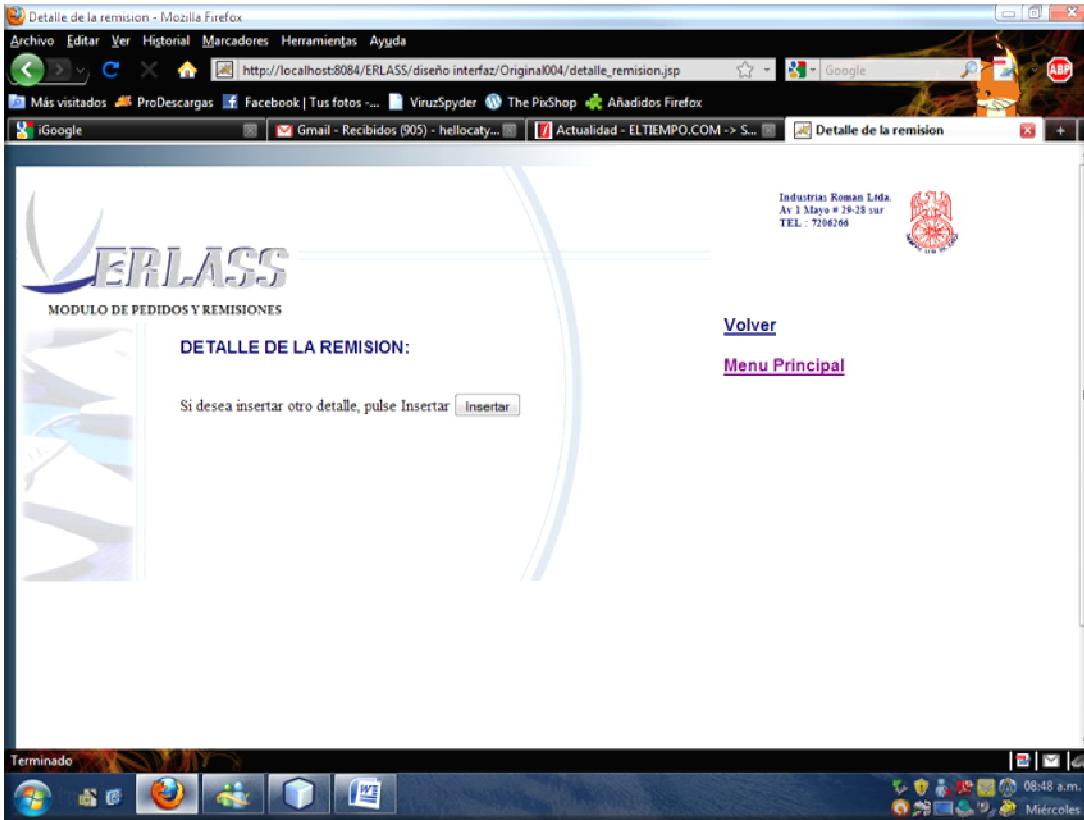 Detalle de la remision - Mozilla Firefox
Archivo Editar Ver Historial Marcadores Herramientas Ayuda
http://localhost:8084/ERLASS/diseño interfaz/Original004/detalle_remision.jsp
Google
ABP
Más visitados ProDescargas Facebook | Tus fotos -... ViruzSpyder The PixShop Añadidos Firefox
iGoogle
Gmail - Recibidos (905) - hellocaty...
Actualidad - ELTIEMPO.COM -> S...
Detalle de la remision
Industrias Roman Ltda.
Av 1 Mayo # 29-28 sur
TEL : 7206266
ERLASS
MODULO DE PEDIDOS Y REMISIONES
Volver
DETALLE DE LA REMISION:
Menu Principal
Si desea insertar otro detalle, pulse Insertar Insertar
Terminado
08:48 a.m.
Miércoles